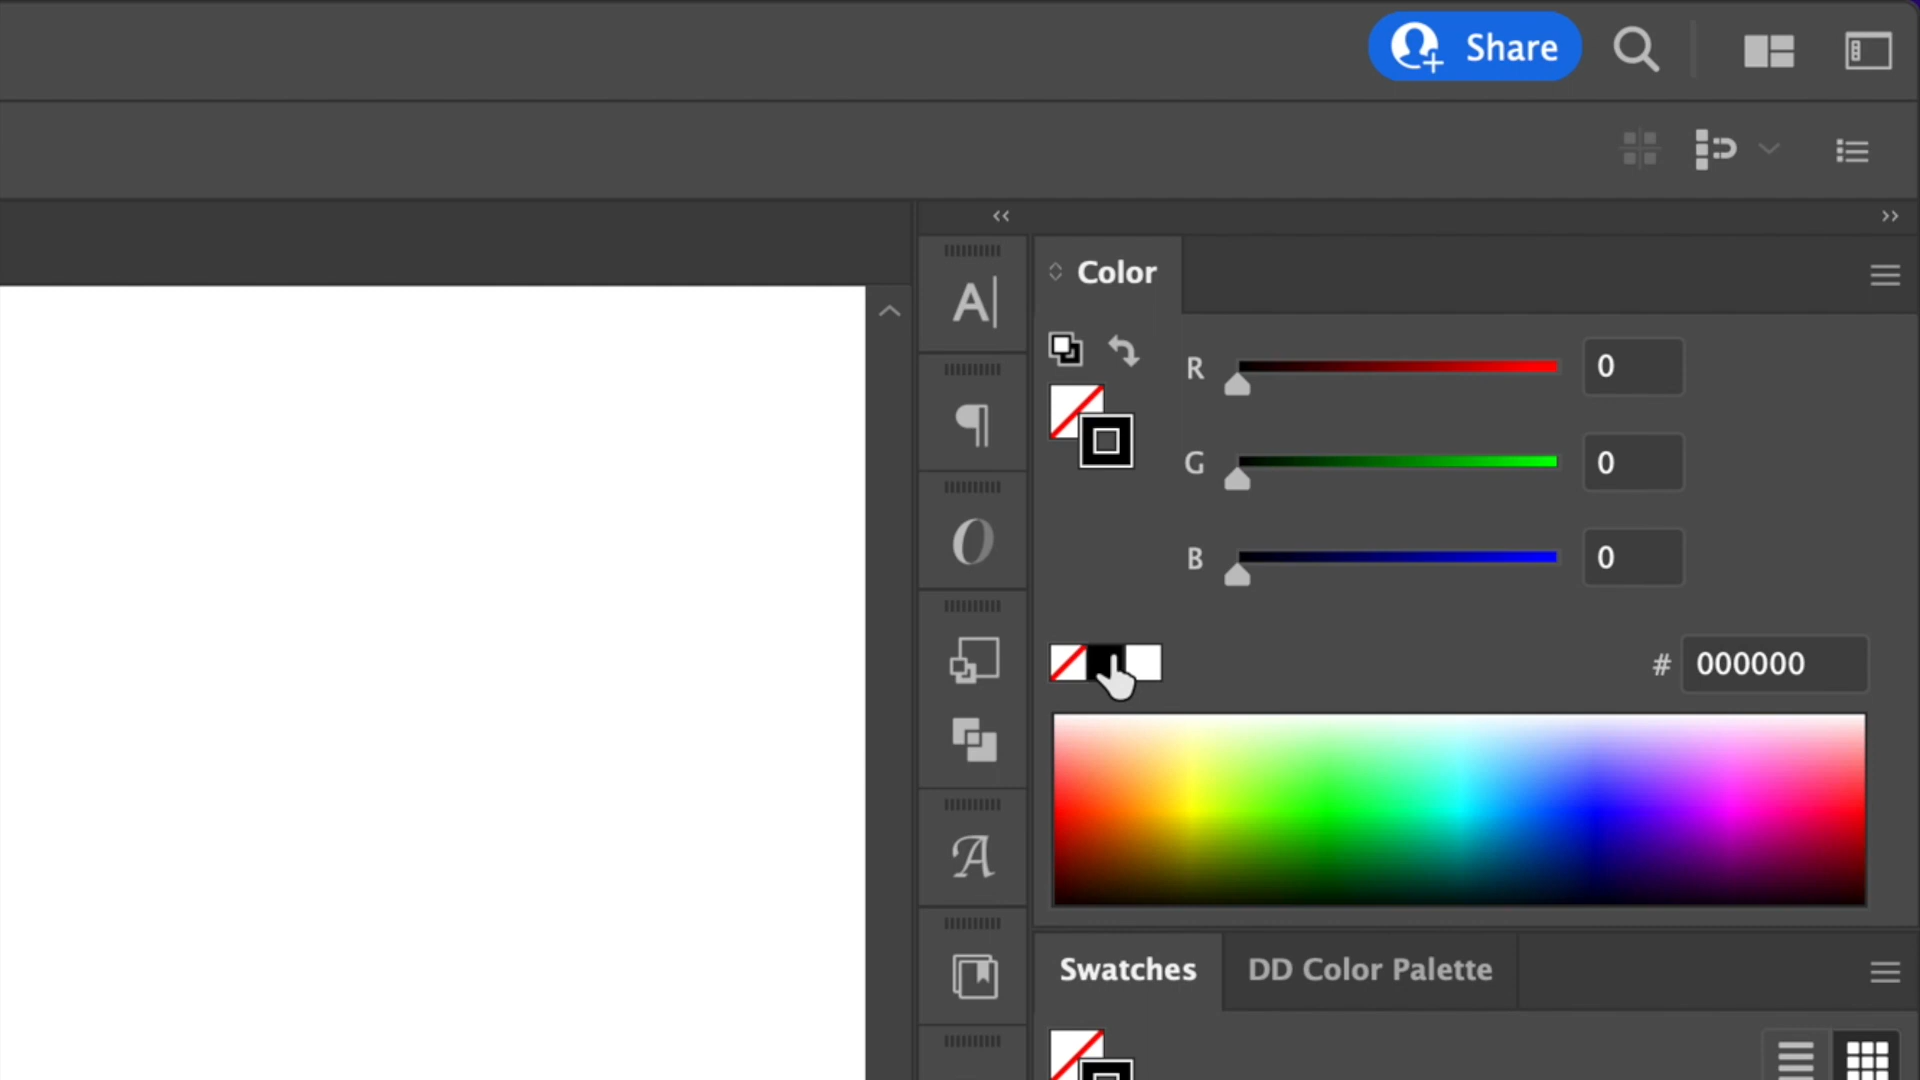 Share
Color
R 0
G 0
B 0
# 000000
Swatches DD Color Palette